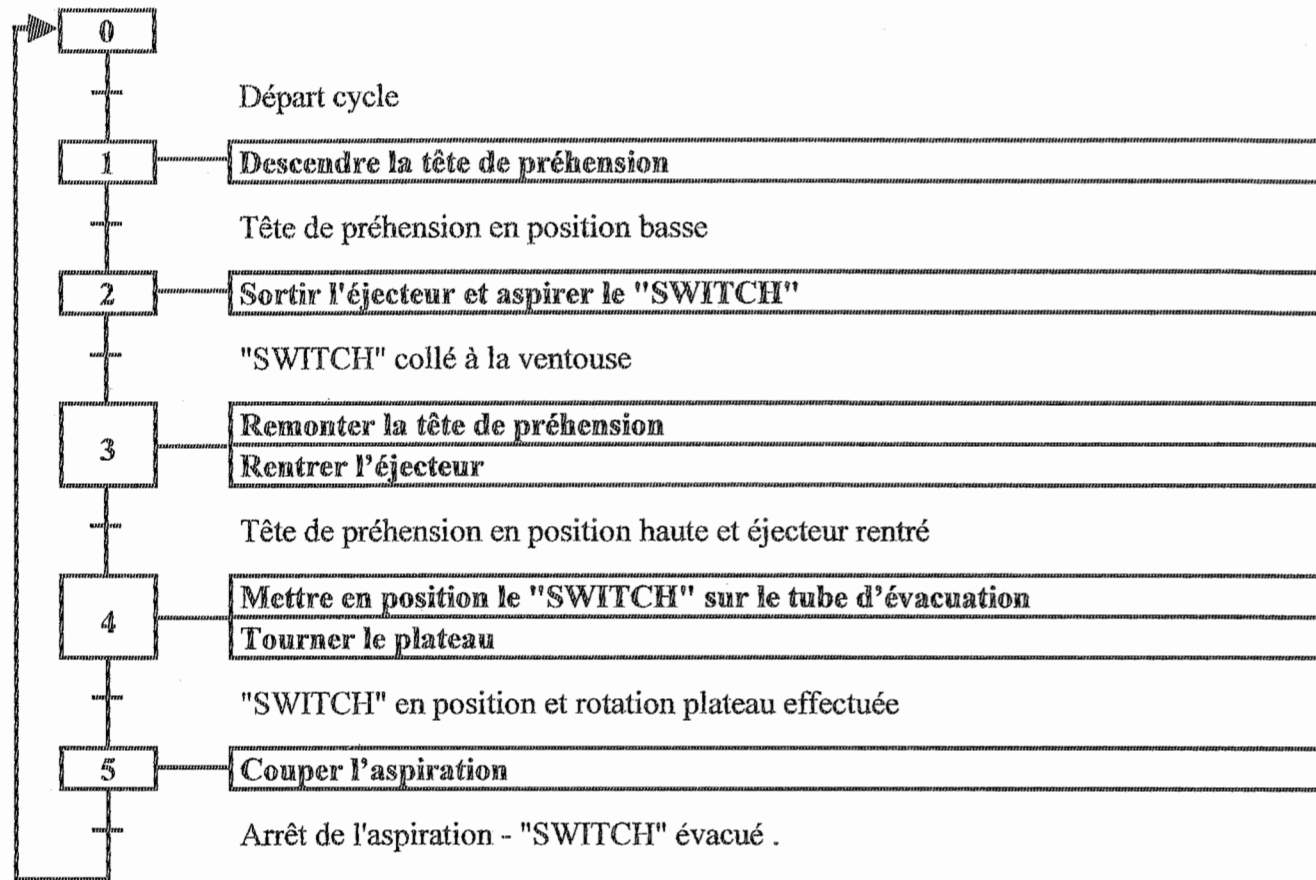 0
Départ cycle
1 Descendre la tête de préhension
Tête de préhension en position basse
2 Sortir l'éjecteur et aspirer le "SWITCH"
"SWITCH" collé à la ventouse
3 Remonter la tête de préhension
Rentrer l'éjecteur
Tête de préhension en position haute et éjecteur rentré
4 Mettre en position le "SWITCH" sur le tube d'évacuation
Tourner le plateau
"SWITCH" en position et rotation plateau effectuée
5 Couper l'aspiration
Arrêt de l'aspiration - "SWITCH" évacué .